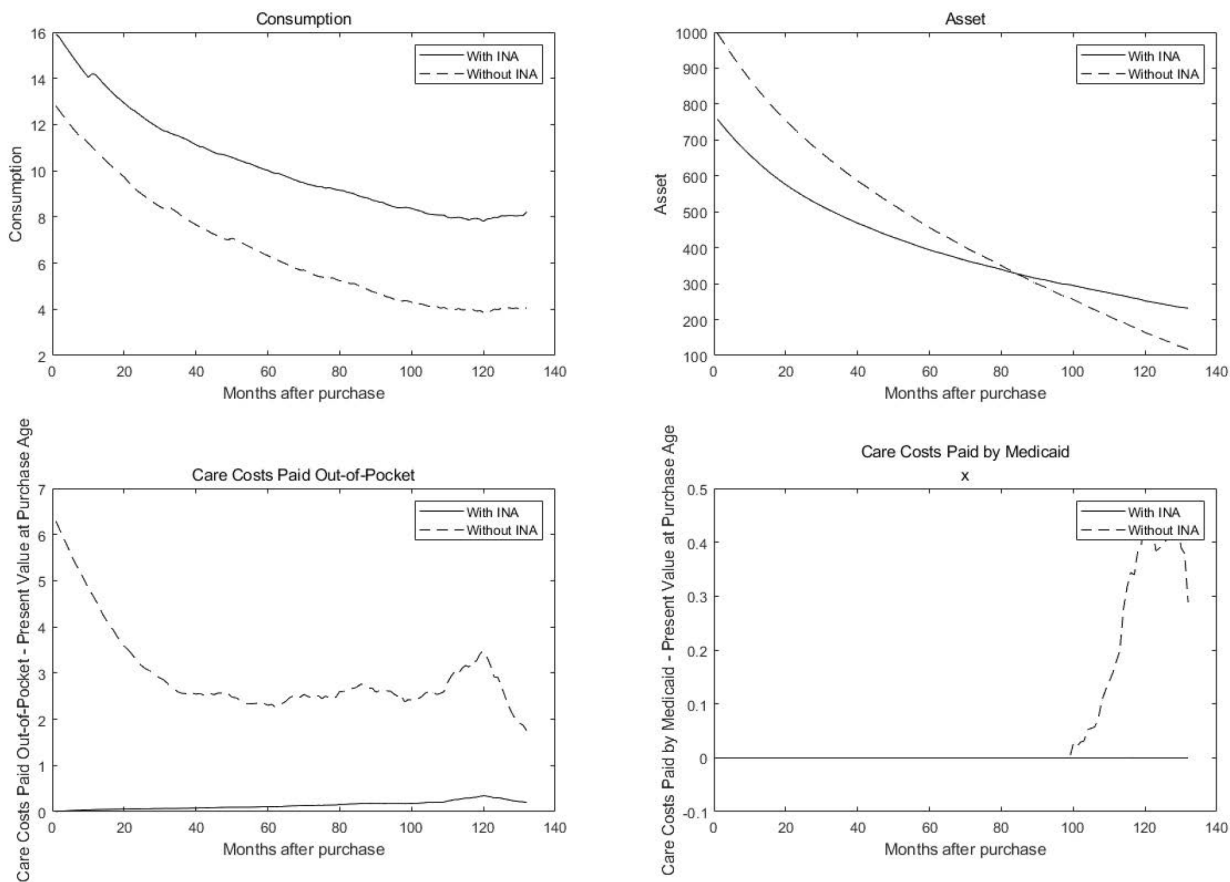 Consumption
16
14
12
10
8
6
4
2
Consumption
With INA
Without INA
0 20 40 60 80 100 120 140
Months after purchase
Asset
1000
900
800
700
600
500
400
300
200
100
Asset
With INA
Without INA
0 20 40 60 80 100 120 140
Months after purchase
Care Costs Paid Out-of-Pocket
7
6
5
4
3
2
1
0
Care Costs Paid Out-of-Pocket - Present Value at Purchase Age
With INA
Without INA
0 20 40 60 80 100 120 140
Months after purchase
Care Costs Paid by Medicaid
x
0.5
0.4
0.3
0.2
0.1
0
-0.1
Care Costs Paid by Medicaid - Present Value at Purchase Age
With INA
Without INA
0 20 40 60 80 100 120 140
Months after purchase